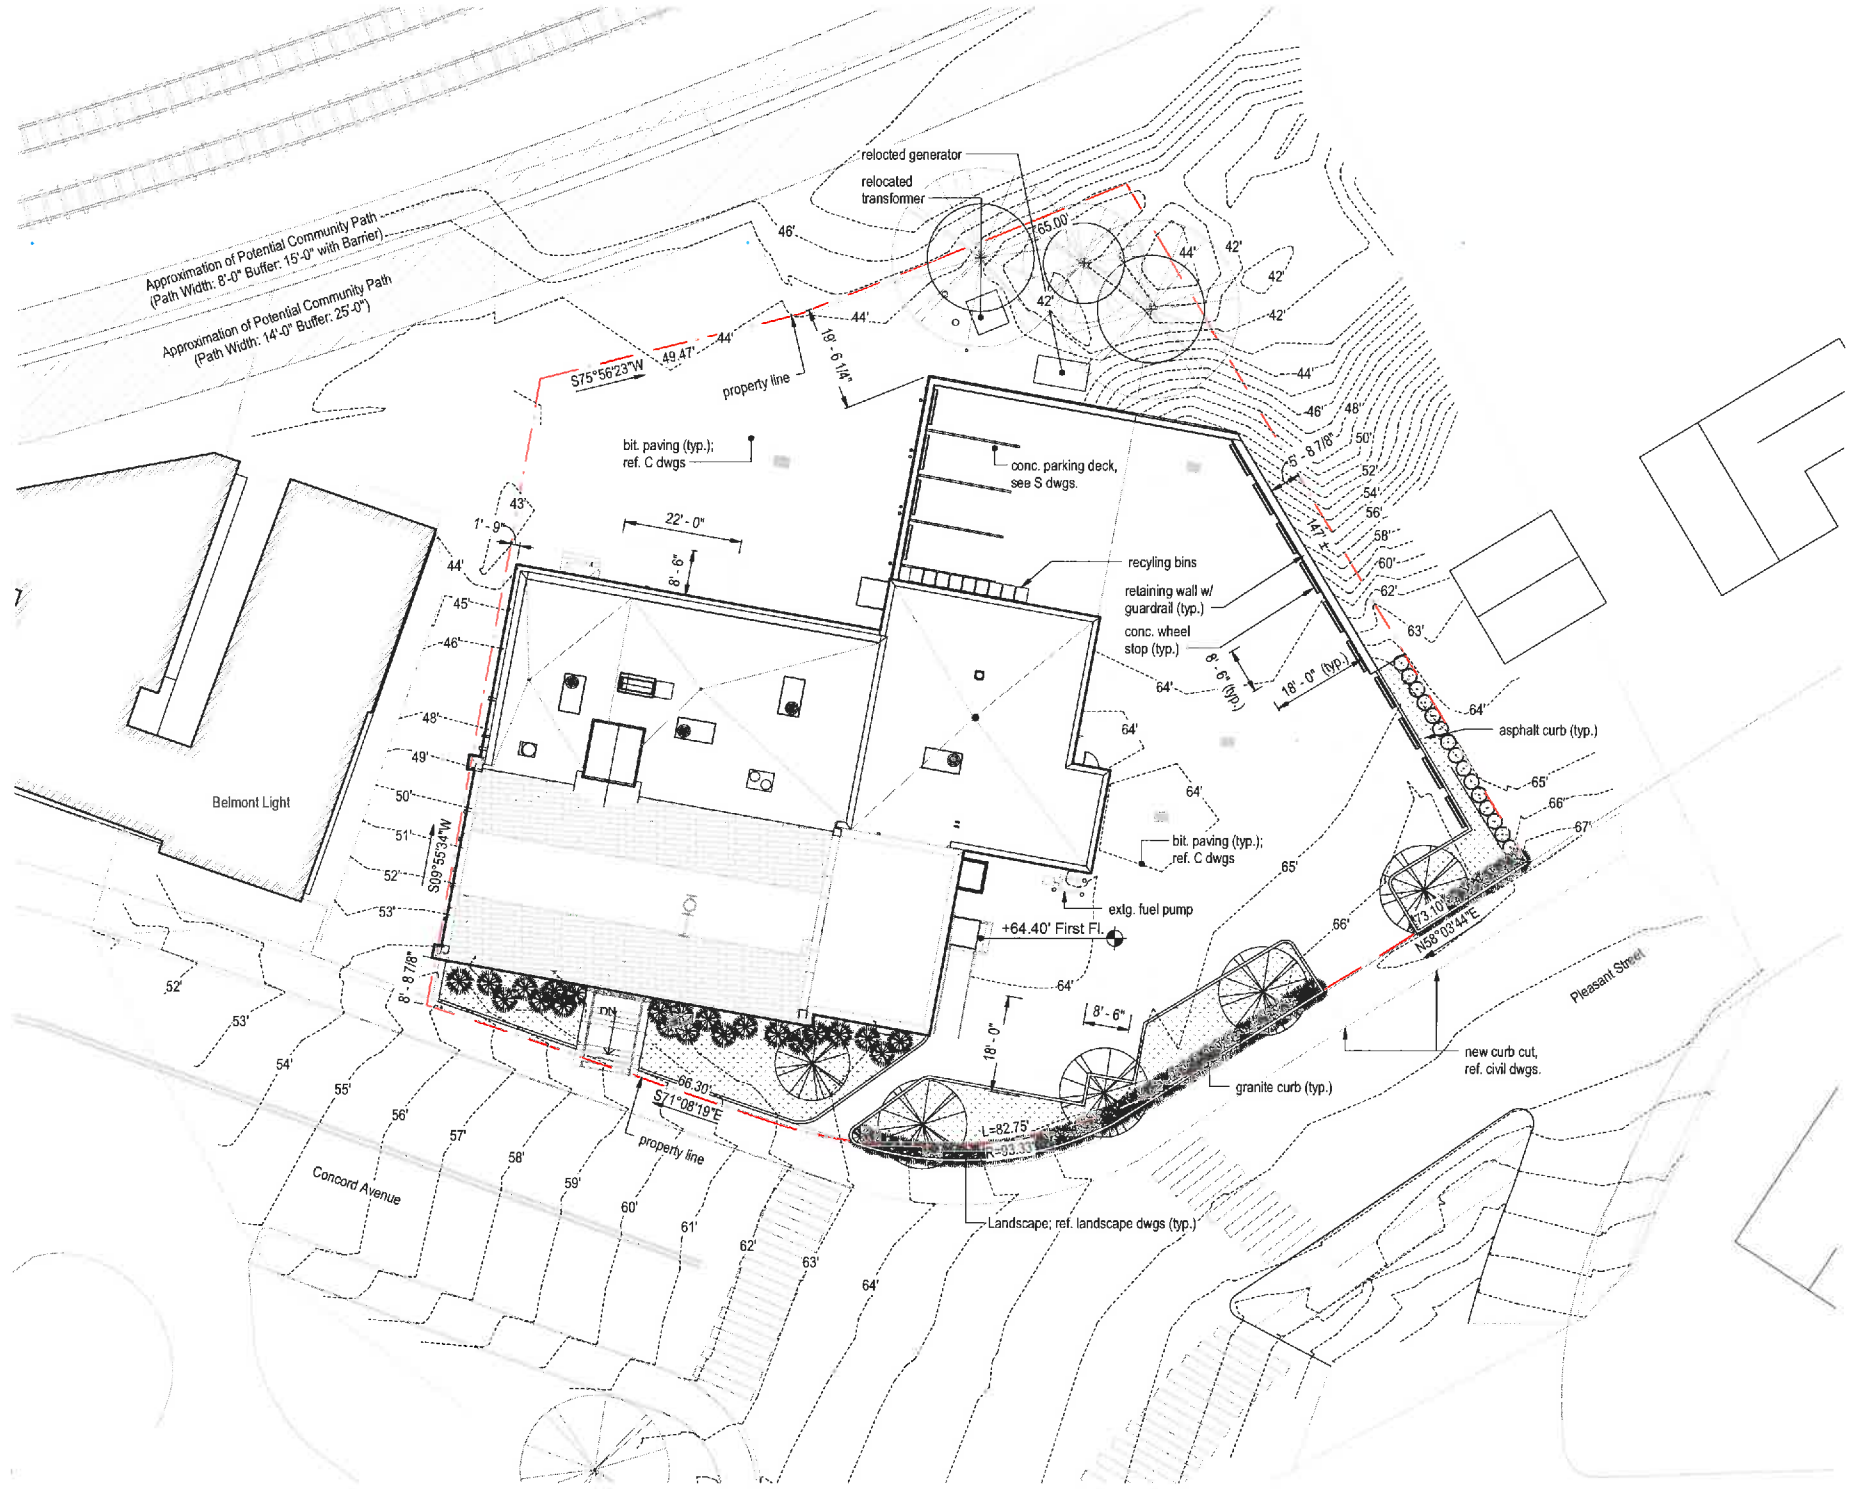 relocted generator
relocated
transformer
Approximation of Potential Community Path
(Path Width: 8'-0" Buffer: 15'-0" with Barrier)
Approximation of Potential Community Path
(Path Width: 14'-0" Buffer: 25'-0")
46'
65.00'
44'
42'
42'
42'
42'
44'
44'
49.47'
S75°56'23"W
property line
19' - 6 1/4"
44'
46'
48'
50'
52'
54'
56'
58'
60'
62'
63'
5' - 8 7/8"
147'±
bit. paving (typ.);
ref. C dwgs
conc. parking deck,
see S dwgs.
43'
1' - 9"
22' - 0"
8' - 6"
recyling bins
retaining wall w/
guardrail (typ.)
conc. wheel
stop (typ.)
8' - 6" (typ.)
18' - 0" (typ.)
44'
45'
46'
48'
49'
50'
51'
52'
53'
64'
64'
64'
64'
asphalt curb (typ.)
65'
66'
67'
Belmont Light
S09°55'34"W
bit. paving (typ.);
ref. C dwgs
65'
extg. fuel pump
+64.40' First Fl.
66'
73.10'
N58°03'44"E
Pleasant Street
8' - 8 7/8"
52'
53'
54'
55'
56'
57'
58'
59'
60'
61'
62'
63'
64'
DN
64'
18' - 0"
8' - 6"
66.30'
S71°08'19"E
property line
L=82.75'
R=93.33'
granite curb (typ.)
new curb cut,
ref. civil dwgs.
Concord Avenue
Landscape; ref. landscape dwgs (typ.)